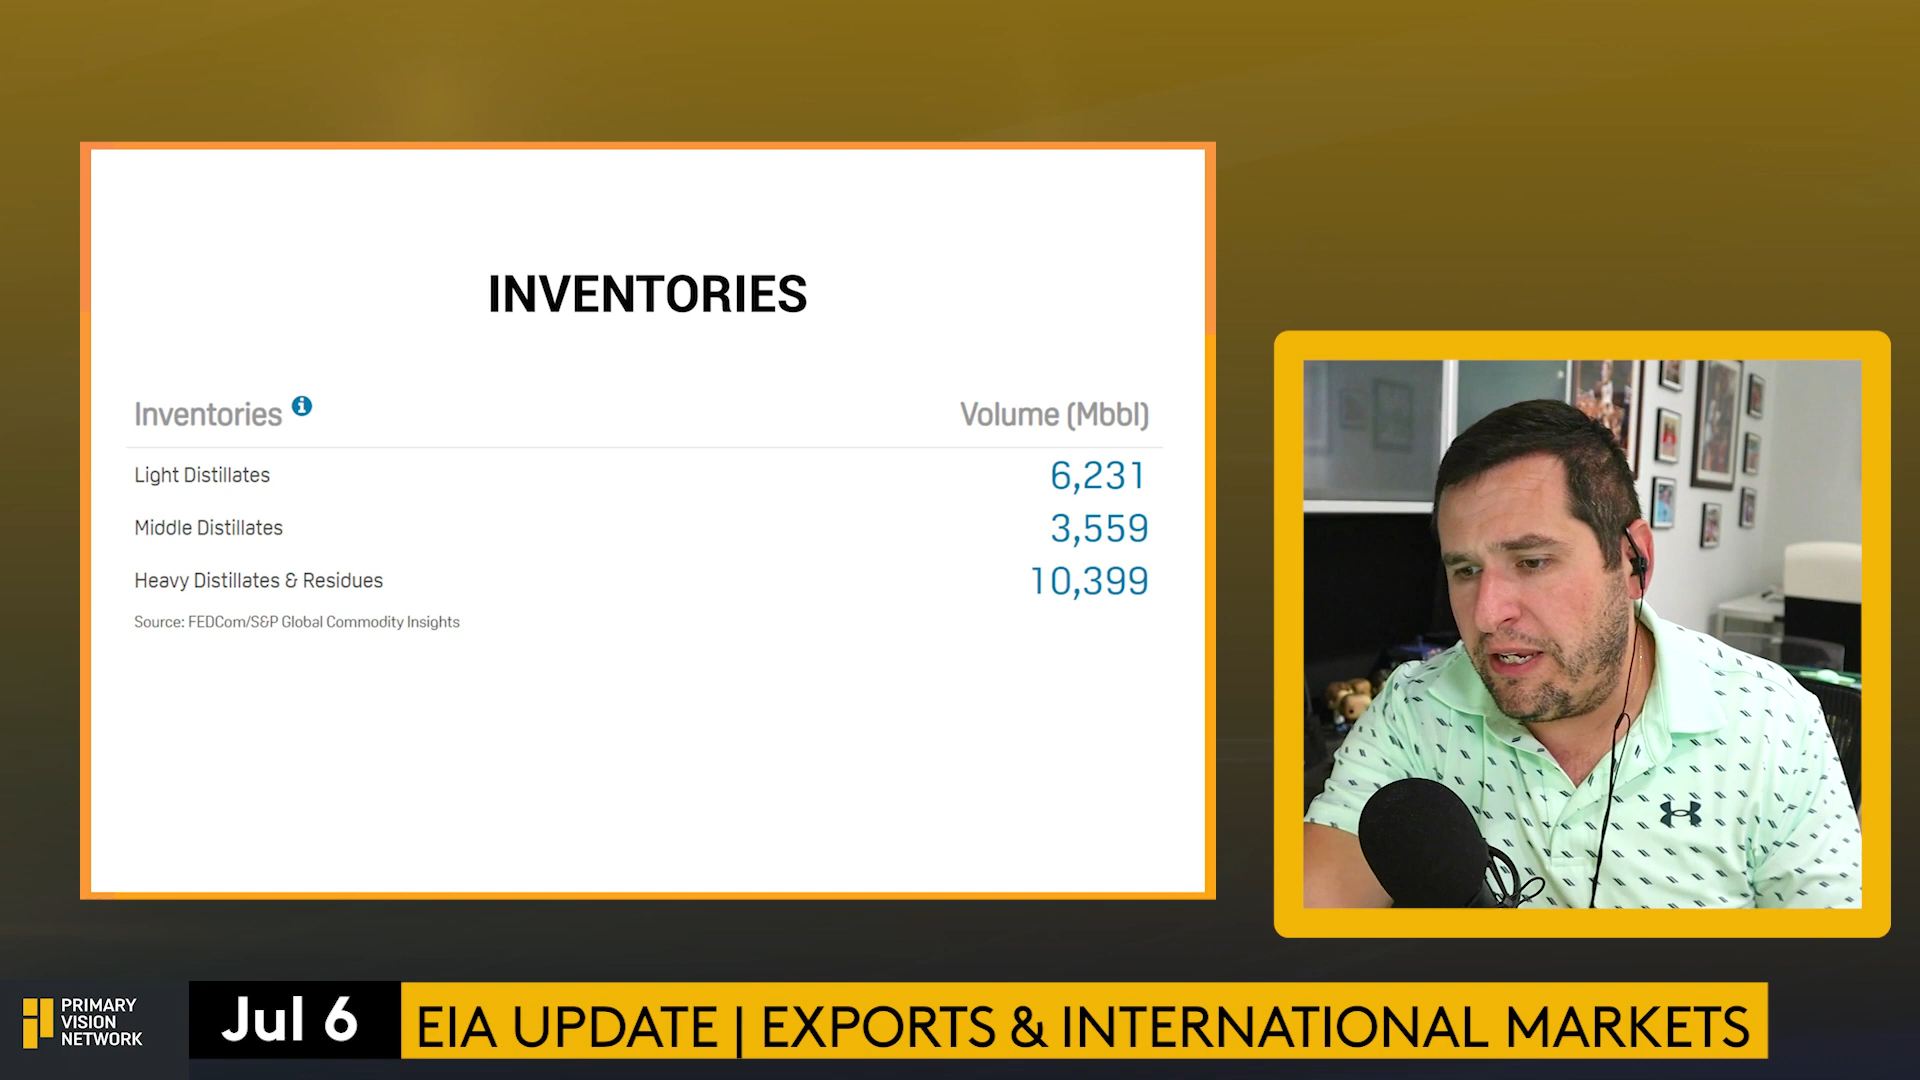 INVENTORIES
Inventories
Volume (Mbbl)
Light Distillates 6,231
Middle Distillates 3,559
Heavy Distillates & Residues 10,399
Source: FEDCom/S&P Global Commodity Insights
PRIMARY
VISION
NETWORK
Jul 6
EIA UPDATE | EXPORTS & INTERNATIONAL MARKETS